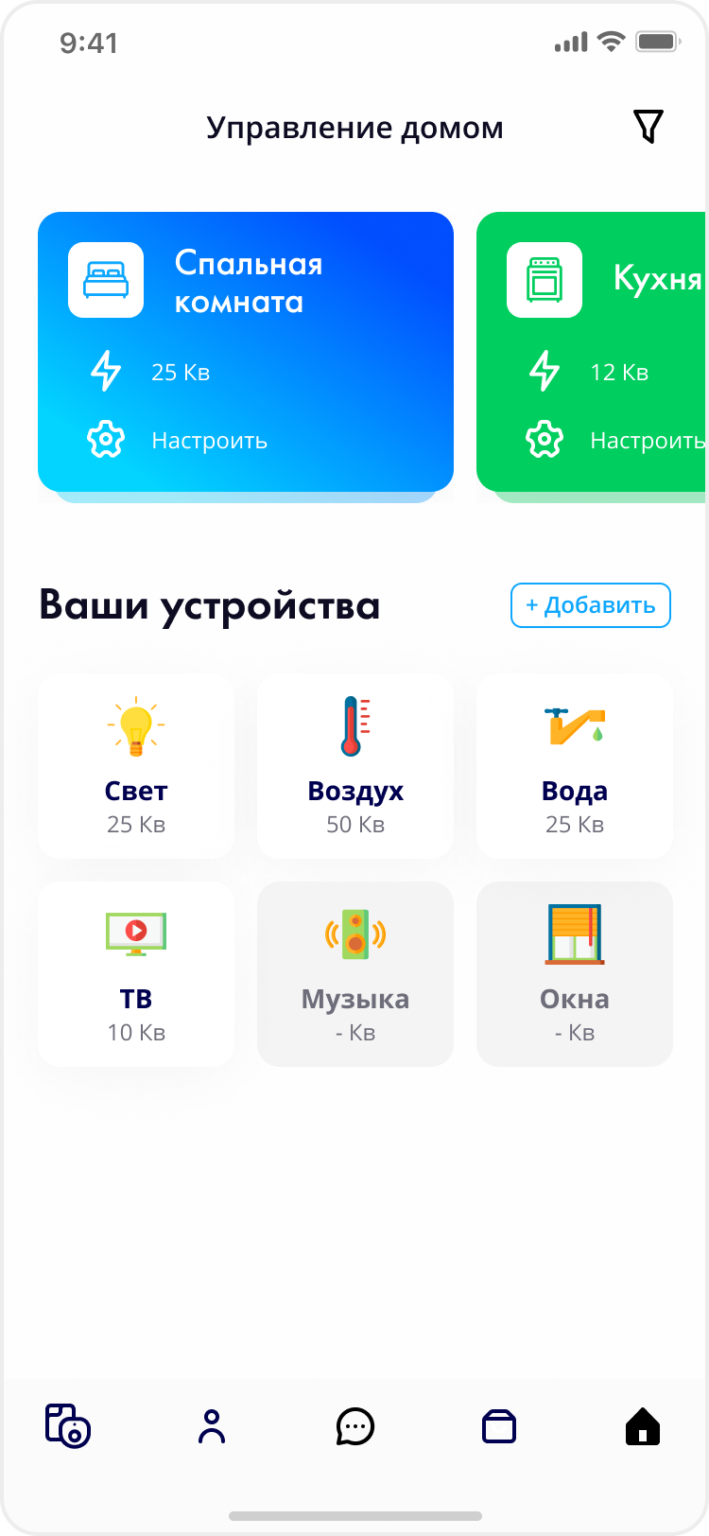 9:41
Управление домом
Спальная
комната
25 Кв
Настроить
Кухня
12 Кв
Настроить
Ваши устройства
+ Добавить
Свет
25 Кв
Воздух
50 Кв
Вода
25 Кв
ТВ
10 Кв
Музыка
- Кв
Окна
- Кв